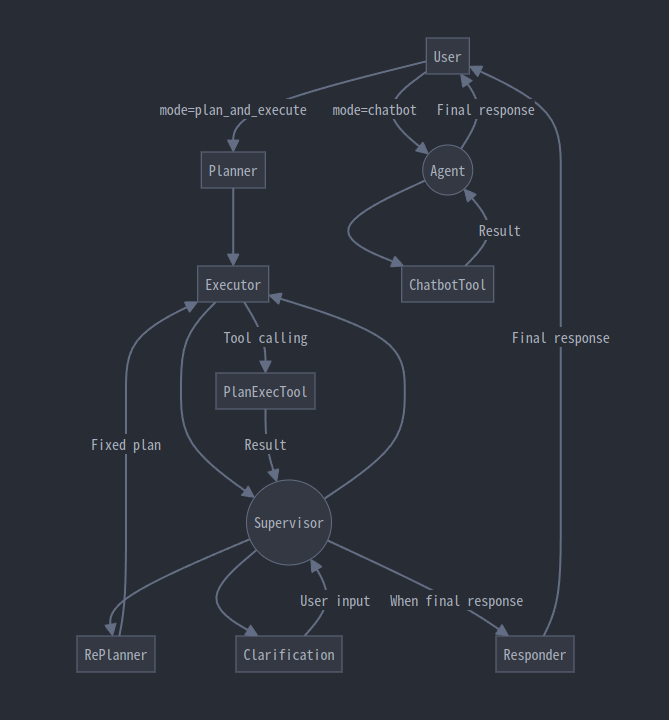 User
mode=plan_and_execute
mode=chatbot
Final response
Planner
Agent
Result
Executor
ChatbotTool
Tool calling
Final response
PlanExecTool
Fixed plan
Result
Supervisor
User input
When final response
RePlanner
Clarification
Responder